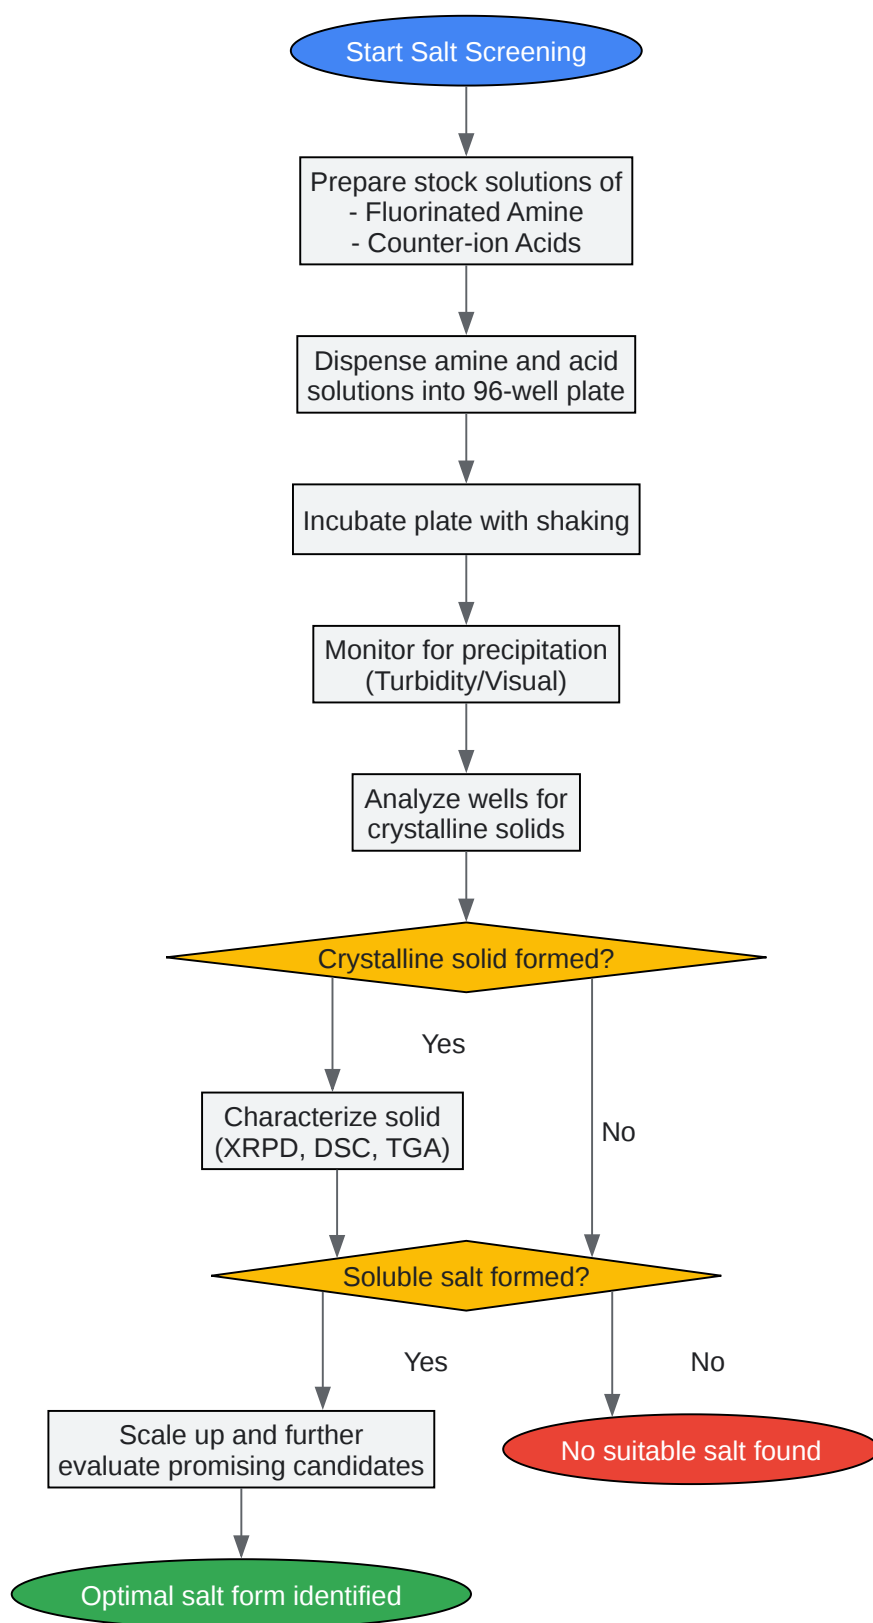 Start Salt Screening
Prepare stock solutions of
- Fluorinated Amine
- Counter-ion Acids
Dispense amine and acid
solutions into 96-well plate
Incubate plate with shaking
Monitor for precipitation
(Turbidity/Visual)
Analyze wells for
crystalline solids
Crystalline solid formed?
Yes
Characterize solid
(XRPD, DSC, TGA)
No
Soluble salt formed?
Yes
No
Scale up and further
evaluate promising candidates
No suitable salt found
Optimal salt form identified